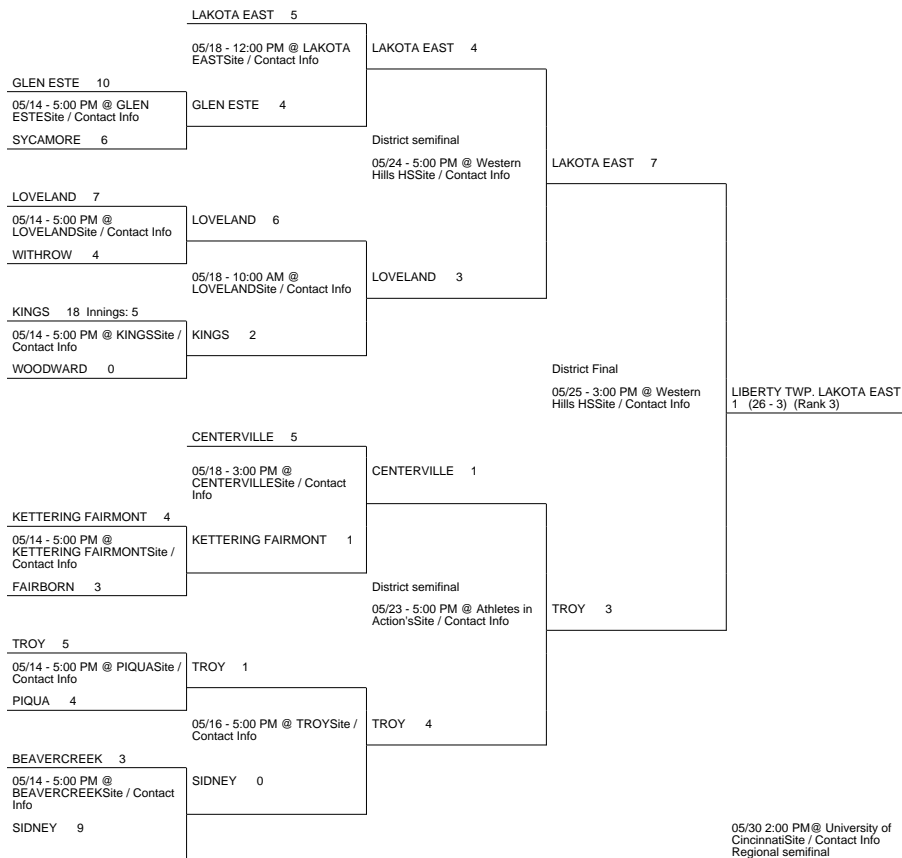 LAKOTA EAST 5
05/18 - 12:00 PM @ LAKOTA
EASTSite / Contact Info
LAKOTA EAST 4
GLEN ESTE 10
05/14 - 5:00 PM @ GLEN
ESTESite / Contact Info
GLEN ESTE 4
SYCAMORE 6
District semifinal
05/24 - 5:00 PM @ Western
Hills HSSite / Contact Info
LAKOTA EAST 7
LOVELAND 7
05/14 - 5:00 PM @
LOVELANDSite / Contact Info
LOVELAND 6
WITHROW 4
05/18 - 10:00 AM @
LOVELANDSite / Contact Info
LOVELAND 3
KINGS 18 Innings: 5
05/14 - 5:00 PM @ KINGSSite /
Contact Info
KINGS 2
WOODWARD 0
District Final
05/25 - 3:00 PM @ Western
Hills HSSite / Contact Info
LIBERTY TWP. LAKOTA EAST
1 (26 - 3) (Rank 3)
CENTERVILLE 5
05/18 - 3:00 PM @
CENTERVILLESite / Contact
Info
CENTERVILLE 1
KETTERING FAIRMONT 4
05/14 - 5:00 PM @
KETTERING FAIRMONTSite /
Contact Info
KETTERING FAIRMONT 1
FAIRBORN 3
District semifinal
05/23 - 5:00 PM @ Athletes in
Action'sSite / Contact Info
TROY 3
TROY 5
05/14 - 5:00 PM @ PIQUASite /
Contact Info
TROY 1
PIQUA 4
05/16 - 5:00 PM @ TROYSite /
Contact Info
TROY 4
BEAVERCREEK 3
05/14 - 5:00 PM @
BEAVERCREEKSite / Contact
Info
SIDNEY 0
SIDNEY 9
05/30 2:00 PM@ University of
CincinnatiSite / Contact Info
Regional semifinal